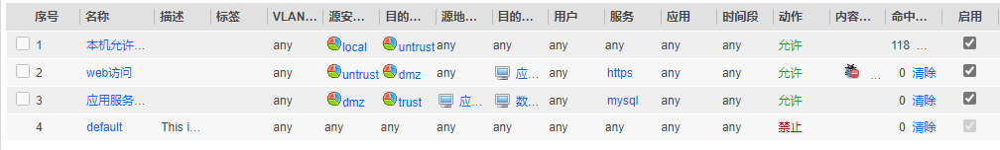 序号 名称 描述 标签 VLAN... 源安... 目的... 源地... 目的... 用户 服务 应用 时间段 动作 内容... 命中... 启用
1 本机允许... any local untrust any any any any any any 允许 118 ...
2 web访问 any untrust dmz any 应... any https any any 允许 ... 0 清除
3 应用服务... any dmz trust 应... 数... any mysql any any 允许 0 清除
4 default This i... any any any any any any any any any 禁止 0 清除